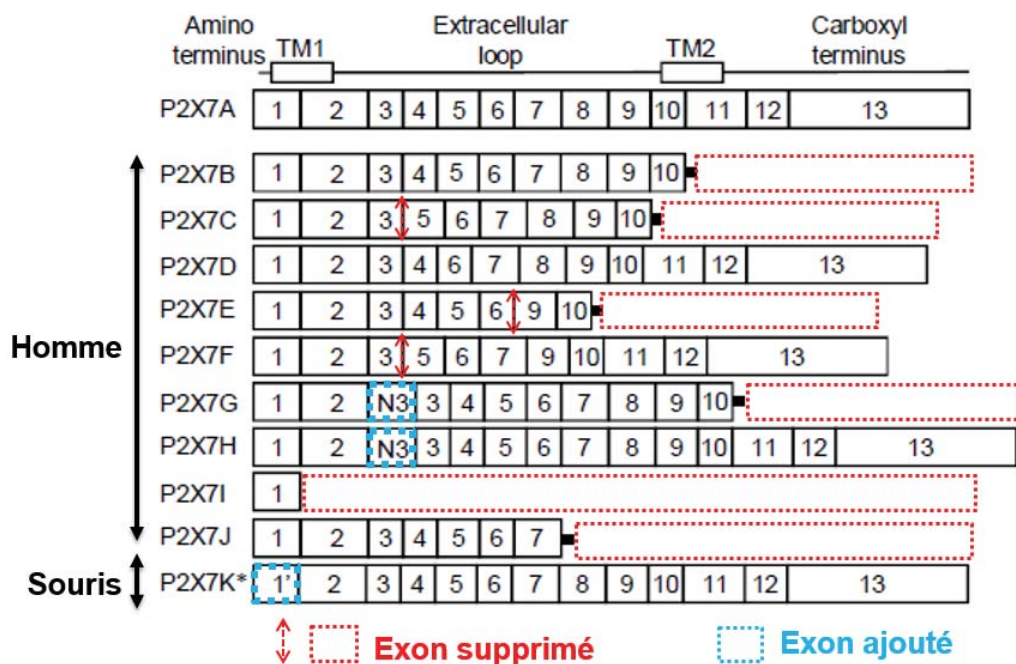 Amino terminus TM1 Extracellular loop TM2 Carboxyl terminus
P2X7A 1 2 3 4 5 6 7 8 9 10 11 12 13
P2X7B 1 2 3 4 5 6 7 8 9 10
P2X7C 1 2 3 5 6 7 8 9 10
P2X7D 1 2 3 4 6 7 8 9 10 11 12 13
P2X7E 1 2 3 4 5 6 9 10
Homme
P2X7F 1 2 3 5 6 7 9 10 11 12 13
P2X7G 1 2 N3 3 4 5 6 7 8 9 10
P2X7H 1 2 N3 3 4 5 6 7 8 9 10 11 12 13
P2X7I 1
P2X7J 1 2 3 4 5 6 7
Souris P2X7K* 1' 2 3 4 5 6 7 8 9 10 11 12 13
Exon supprimé Exon ajouté